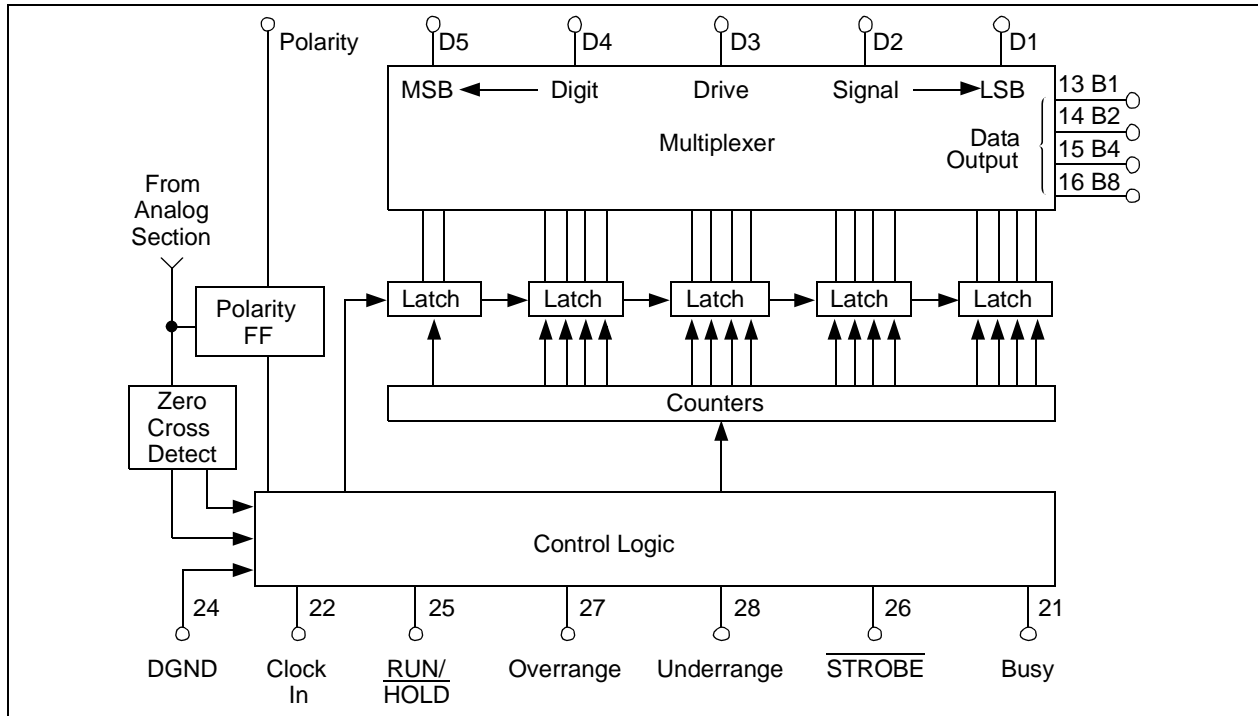 Polarity
D5
D4
D3
D2
D1
MSB
Digit
Drive
Signal
LSB
13 B1
14 B2
15 B4
16 B8
Multiplexer
Data
Output
From
Analog
Section
Polarity
FF
Latch
Latch
Latch
Latch
Latch
Zero
Cross
Detect
Counters
Control Logic
24
22
25
27
28
26
21
DGND
Clock
In
RUN/
HOLD
Overrange
Underrange
STROBE
Busy